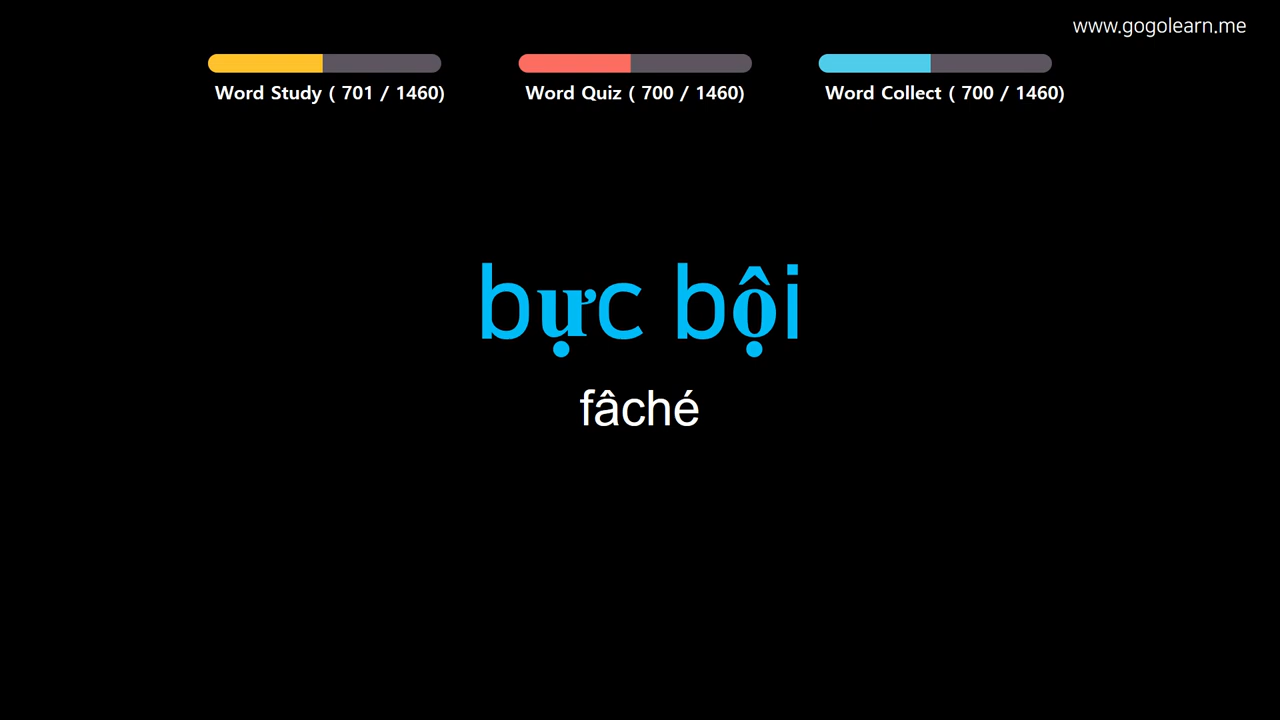 www.gogolearn.me
Word Study ( 701 / 1460)
Word Quiz ( 700 / 1460)
Word Collect ( 700 / 1460)
bực bội
fâché